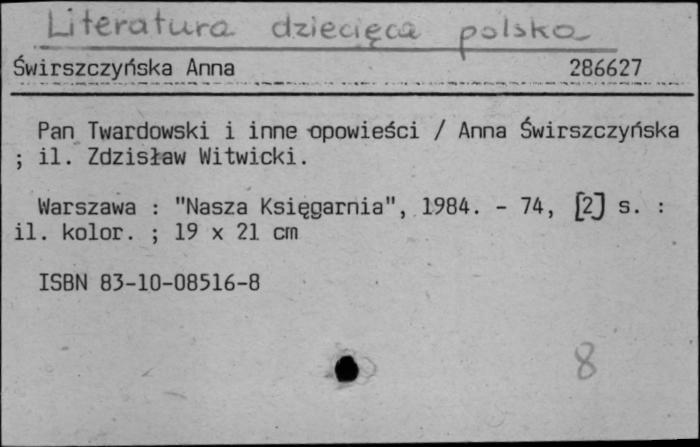 Literatura dziecięca polska
Świrszczyńska Anna 286627
Pan Twardowski i inne opowieści / Anna Świrszczyńska
; il. Zdzisław Witwicki.
Warszawa : "Nasza Księgarnia", 1984. - 74, [2] s. :
il. kolor. ; 19 x 21 cm
ISBN 83-10-08516-8
8